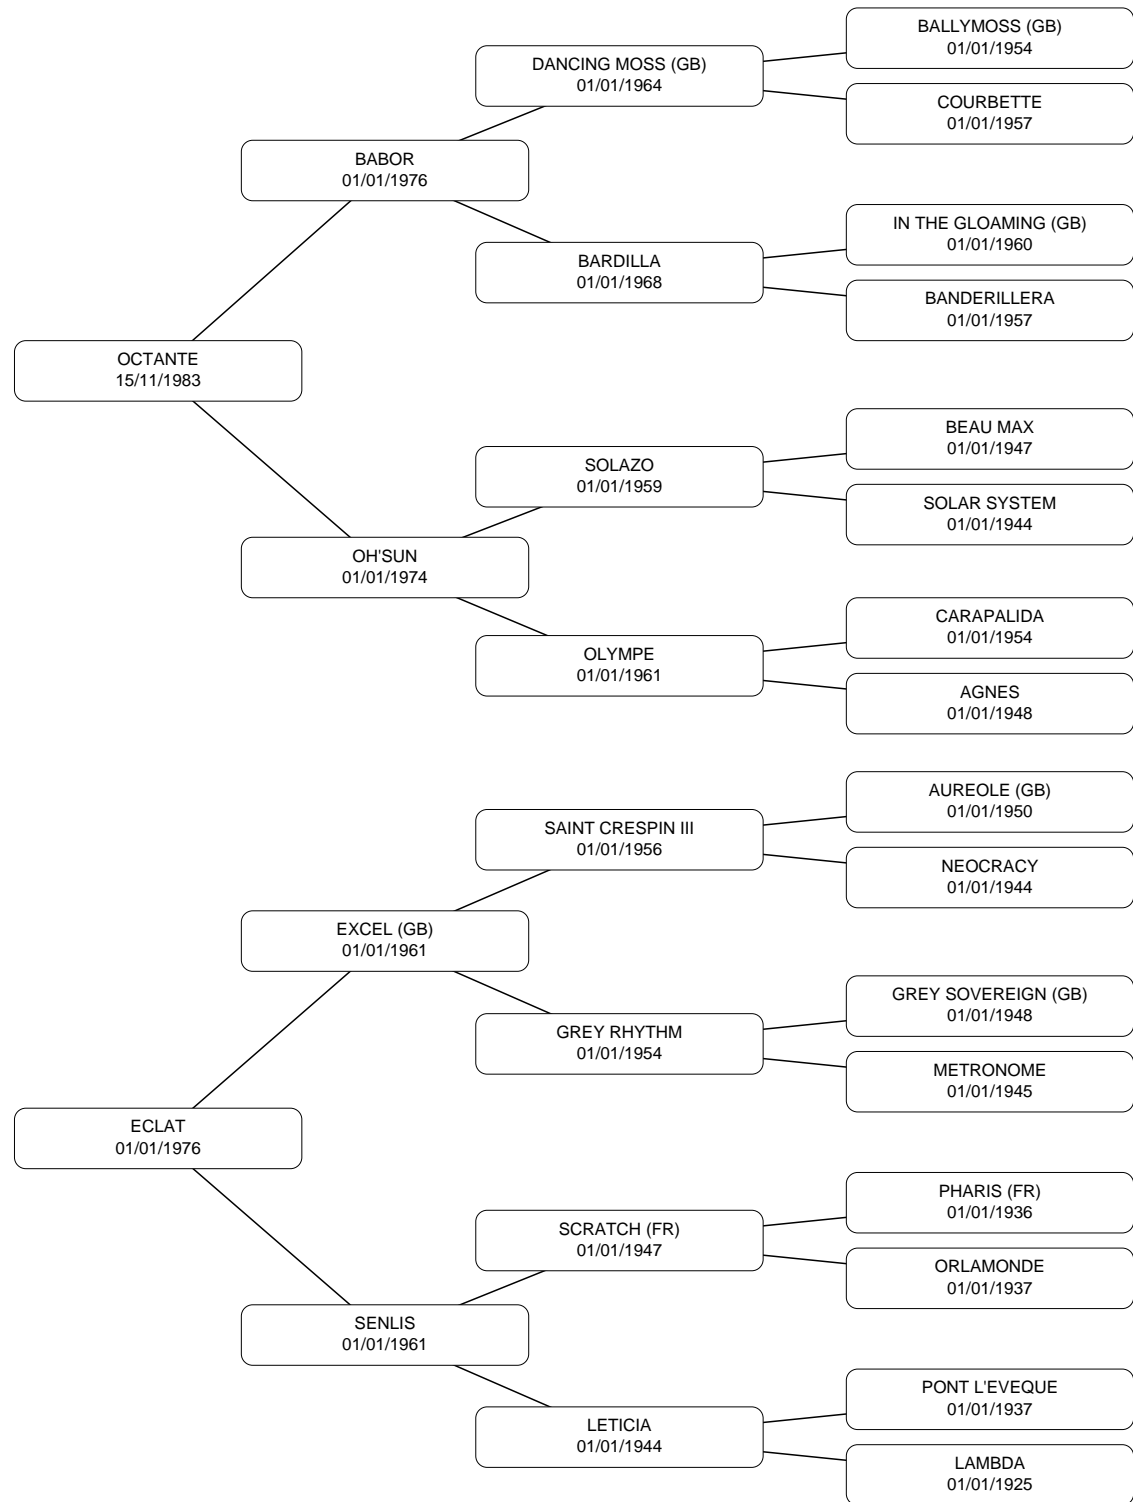 BALLYMOSS (GB)
01/01/1954
DANCING MOSS (GB)
01/01/1964
COURBETTE
01/01/1957
BABOR
01/01/1976
IN THE GLOAMING (GB)
01/01/1960
BARDILLA
01/01/1968
BANDERILLERA
01/01/1957
OCTANTE
15/11/1983
BEAU MAX
01/01/1947
SOLAZO
01/01/1959
SOLAR SYSTEM
01/01/1944
OH'SUN
01/01/1974
CARAPALIDA
01/01/1954
OLYMPE
01/01/1961
AGNES
01/01/1948
AUREOLE (GB)
01/01/1950
SAINT CRESPIN III
01/01/1956
NEOCRACY
01/01/1944
EXCEL (GB)
01/01/1961
GREY SOVEREIGN (GB)
01/01/1948
GREY RHYTHM
01/01/1954
METRONOME
01/01/1945
ECLAT
01/01/1976
PHARIS (FR)
01/01/1936
SCRATCH (FR)
01/01/1947
ORLAMONDE
01/01/1937
SENLIS
01/01/1961
PONT L'EVEQUE
01/01/1937
LETICIA
01/01/1944
LAMBDA
01/01/1925